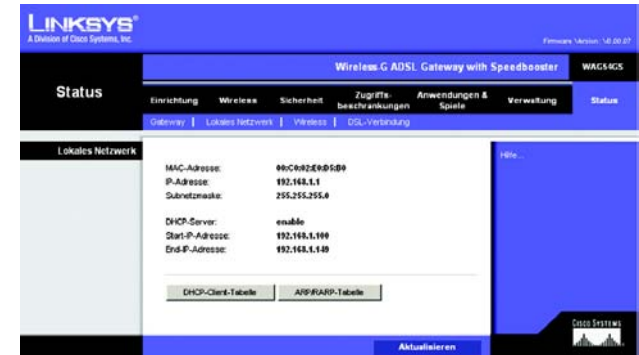 LINKSYS®
A Division of Cisco Systems, Inc.
Firmware Version: V0.00.07
Wireless-G ADSL Gateway with Speedbooster
WAG54GS
Status
Einrichtung
Wireless
Sicherheit
Zugriffs-
beschränkungen
Anwendungen &
Spiele
Verwaltung
Status
Gateway | Lokales Netzwerk | Wireless | DSL-Verbindung
Lokales Netzwerk
Hilfe...
MAC-Adresse: 00:C0:02:E0:D5:B0
IP-Adresse: 192.168.1.1
Subnetzmaske: 255.255.255.0
DHCP-Server: enable
Start-IP-Adresse: 192.168.1.100
End-IP-Adresse: 192.168.1.149
DHCP-Client-Tabelle
ARP/RARP-Tabelle
Aktualisieren
CISCO SYSTEMS